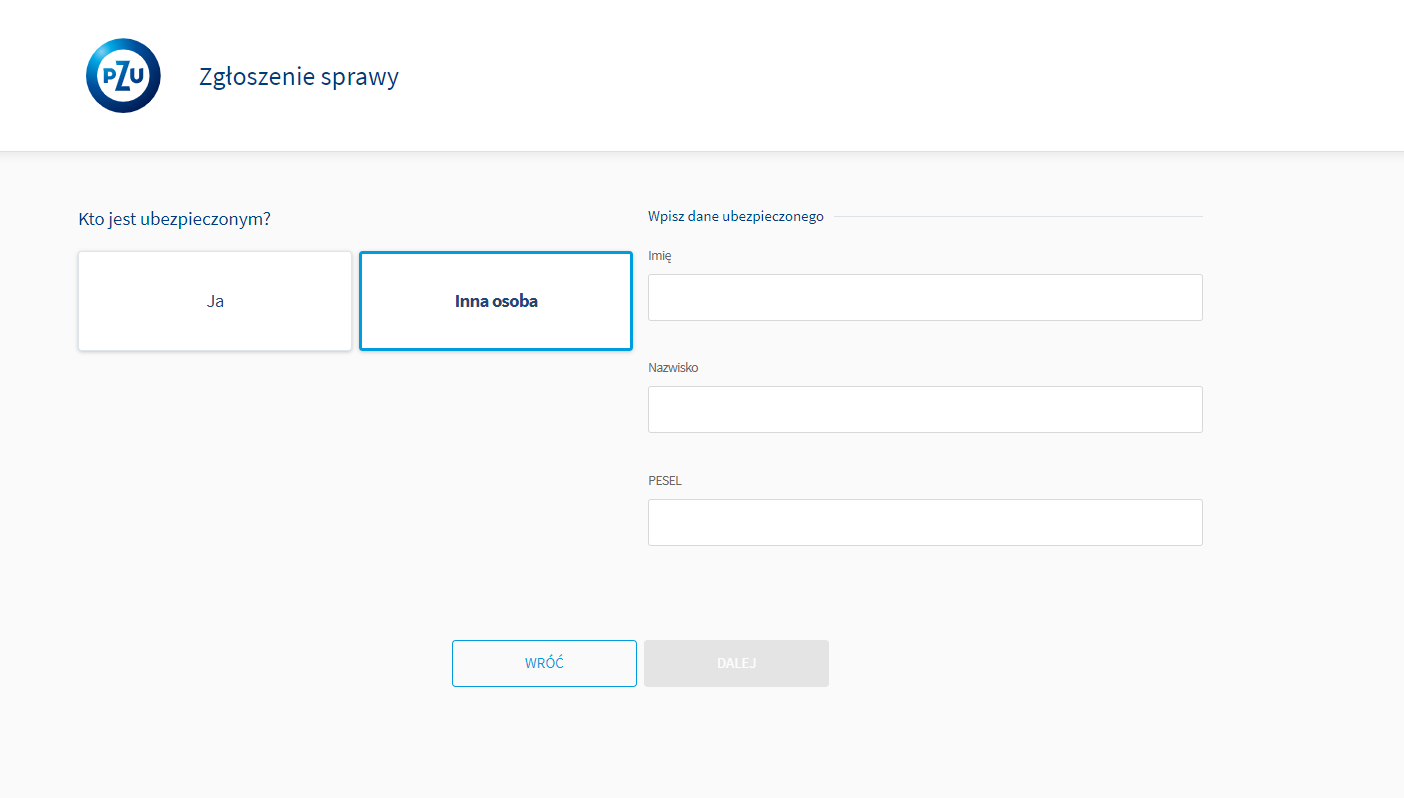 PZU
Zgłoszenie sprawy
Kto jest ubezpieczonym?
Ja
Inna osoba
Wpisz dane ubezpieczonego
Imię
Nazwisko
PESEL
WRÓĆ
DALEJ